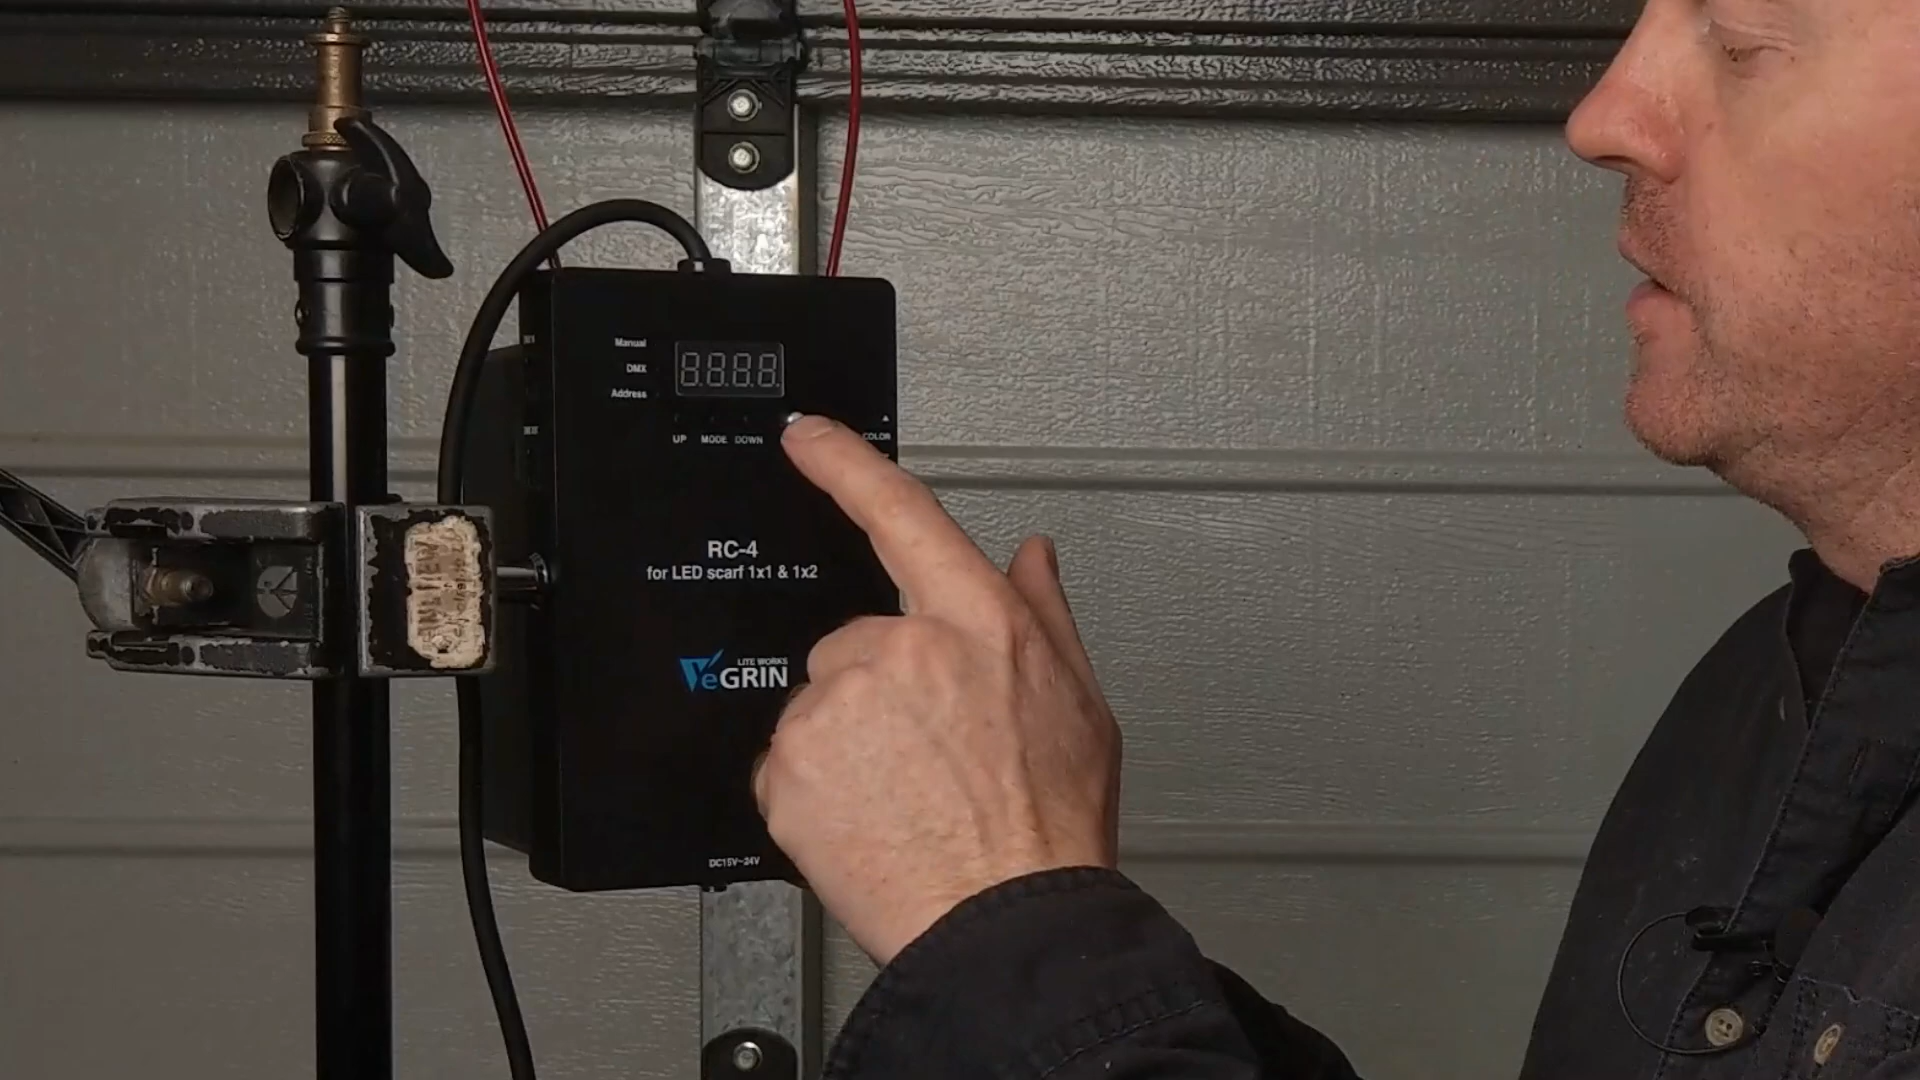 Manual
DMX
Address
8.8.8.8.
UP MODE DOWN
COLOR
RC-4
for LED scarf 1x1 & 1x2
LITE WORKS
VeGRIN
DC15V~24V